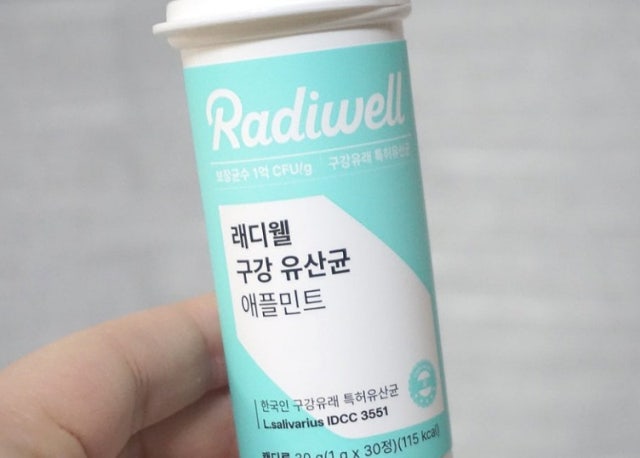 Radiwell
보장균수 1억 CFU/g 구강유래 특허유산균
래디웰
구강 유산균
애플민트
한국인 구강유래 특허유산균
L.salivarius IDCC 3551
30 g(1 g x 30정)(115 kcal)